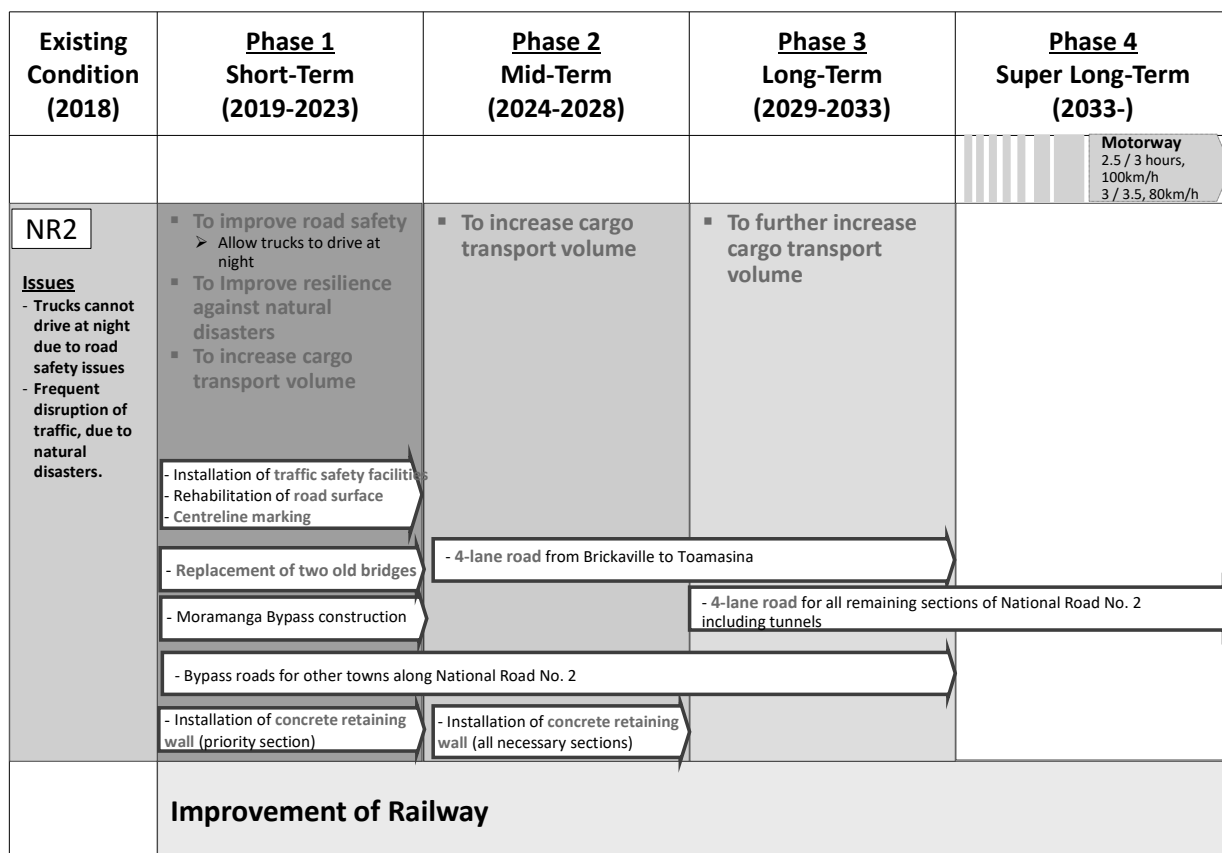 Existing
Condition
(2018)
Phase 1
Short-Term
(2019-2023)
Phase 2
Mid-Term
(2024-2028)
Phase 3
Long-Term
(2029-2033)
Phase 4
Super Long-Term
(2033-)
Motorway
2.5 / 3 hours,
100km/h
3 / 3.5, 80km/h
NR2
Issues
- Trucks cannot
drive at night
due to road
safety issues
- Frequent
disruption of
traffic, due to
natural
disasters.
▪ To improve road safety
➢ Allow trucks to drive at
night
▪ To Improve resilience
against natural
disasters
▪ To increase cargo
transport volume
▪ To increase cargo
transport volume
▪ To further increase
cargo transport
volume
- Installation of traffic safety facilities
- Rehabilitation of road surface
- Centreline marking
- Replacement of two old bridges
- 4-lane road from Brickaville to Toamasina
- Moramanga Bypass construction
- 4-lane road for all remaining sections of National Road No. 2
including tunnels
- Bypass roads for other towns along National Road No. 2
- Installation of concrete retaining
wall (priority section)
- Installation of concrete retaining
wall (all necessary sections)
Improvement of Railway